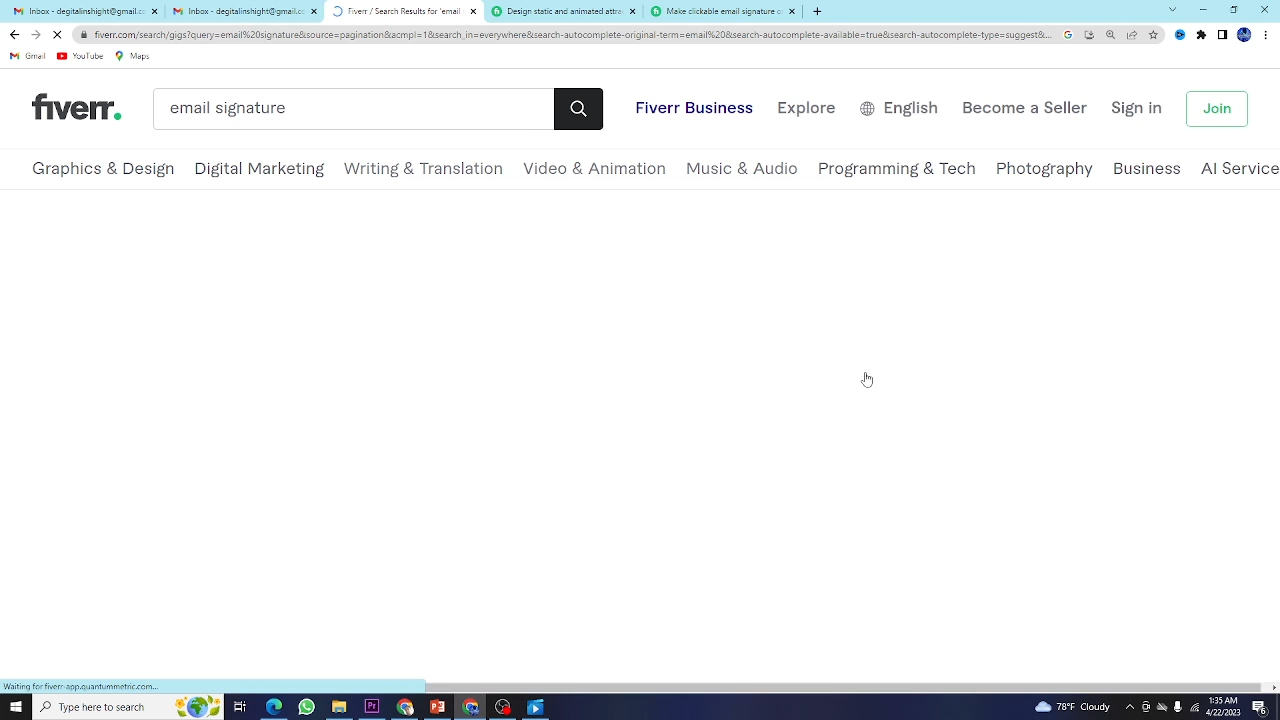 Inbox - degitalinsight@gmail.co
Inbox - degitalinsight@gmail.cc
Fiverr / Search Results for 'email
Design static and animated attra
Make clickable email signature o
fiverr.com/search/gigs?query=email%20signature&source=pagination&acmpl=1&search_in=everywhere&search-autocomplete-original-term=email%20&search-autocomplete-available=true&search-autocomplete-type=suggest&...
Gmail YouTube Maps
fiverr. email signature Fiverr Business Explore English Become a Seller Sign in Join
Graphics & Design Digital Marketing Writing & Translation Video & Animation Music & Audio Programming & Tech Photography Business AI Service
Waiting for fiverr-app.quantummetric.com...
Type here to search
78°F Cloudy
1:35 AM
4/22/2023